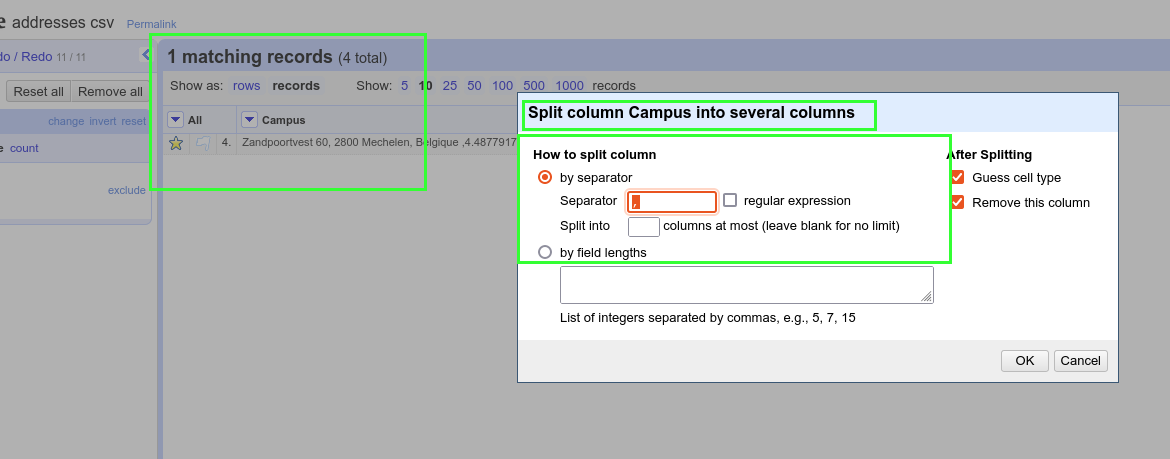 addresses csv Permalink
do / Redo 11 / 11
1 matching records (4 total)
Reset all Remove all
Show as: rows records Show: 5 10 25 50 100 500 1000 records
change invert reset
All Campus
4. Zandpoortvest 60, 2800 Mechelen, Belgique ,4.4877917
count
exclude
Split column Campus into several columns
How to split column
by separator
Separator , regular expression
Split into columns at most (leave blank for no limit)
by field lengths
List of integers separated by commas, e.g., 5, 7, 15
After Splitting
Guess cell type
Remove this column
OK Cancel